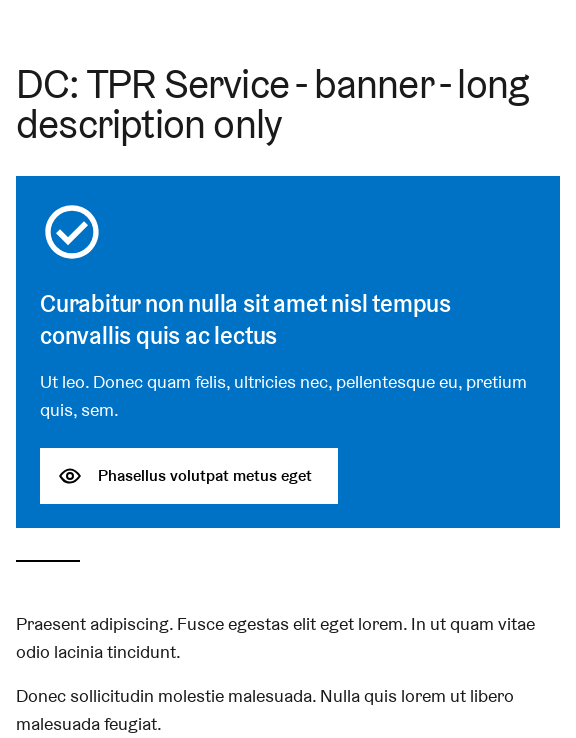 DC: TPR Service - banner - long
description only
Curabitur non nulla sit amet nisl tempus
convallis quis ac lectus
Ut leo. Donec quam felis, ultricies nec, pellentesque eu, pretium
quis, sem.
Phasellus volutpat metus eget
Praesent adipiscing. Fusce egestas elit eget lorem. In ut quam vitae
odio lacinia tincidunt.
Donec sollicitudin molestie malesuada. Nulla quis lorem ut libero
malesuada feugiat.